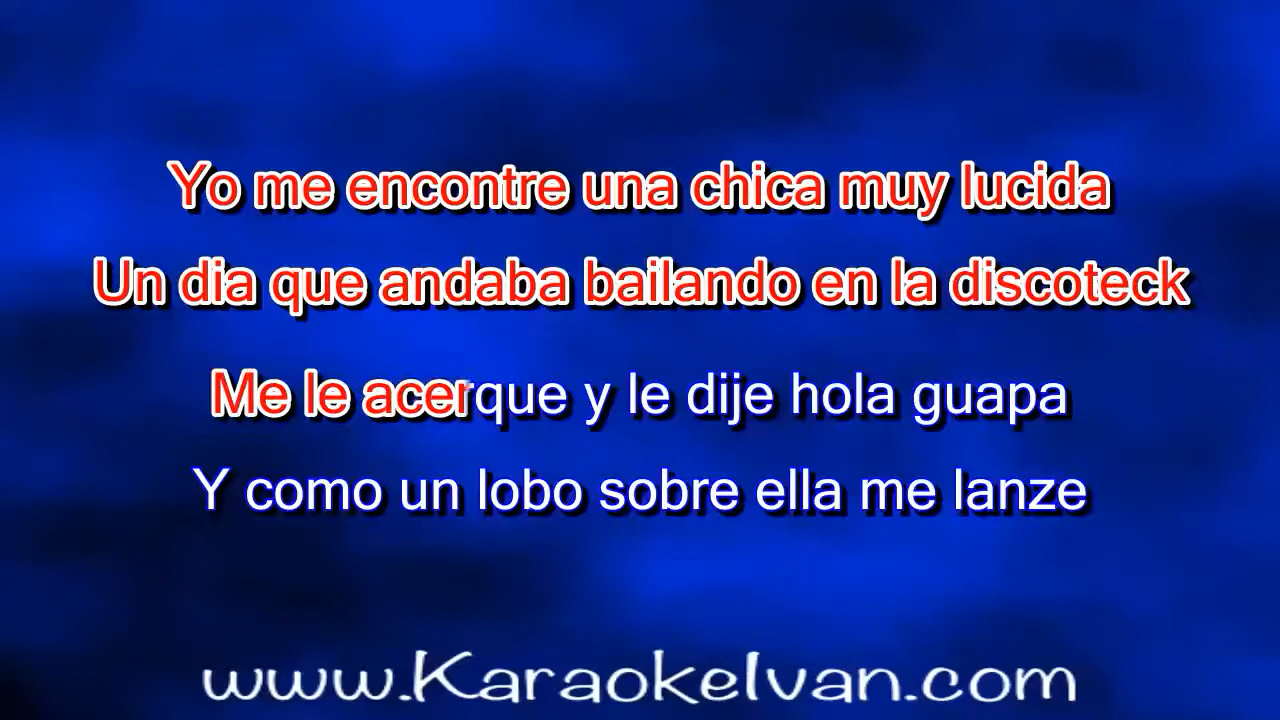 Yo me encontre una chica muy lucida
Un dia que andaba bailando en la discoteck
Me le acerque y le dije hola guapa
Y como un lobo sobre ella me lanze
www.KaraokeIvan.com